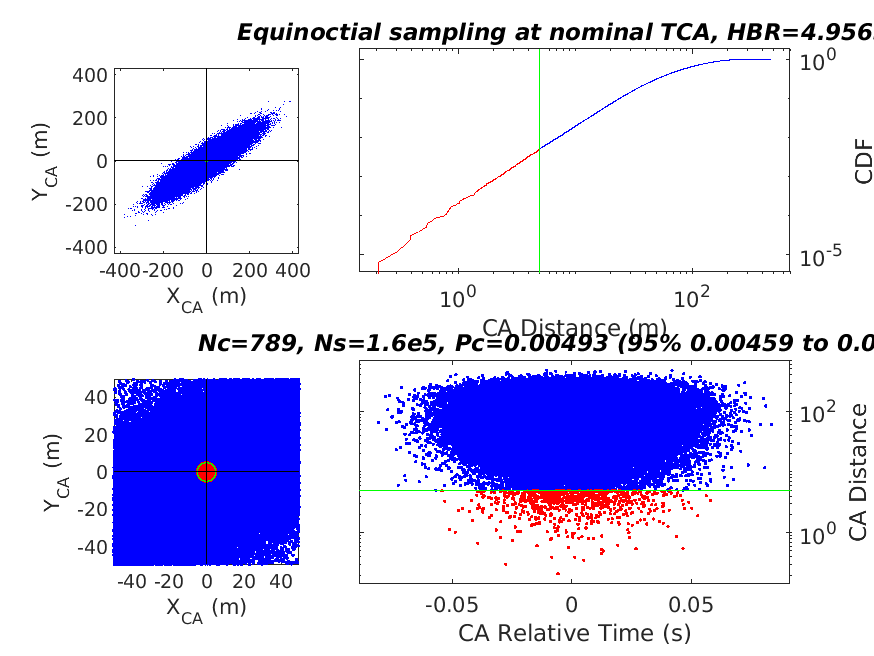 Equinoctial sampling at nominal TCA, HBR=4.956
400
200
0
-200
-400
Y_CA (m)
-400 -200 0 200 400
X_CA (m)
10^0
10^-5
CDF
10^0 10^2
CA Distance (m)
Nc=789, Ns=1.6e5, Pc=0.00493 (95% 0.00459 to 0.0
40
20
0
-20
-40
Y_CA (m)
-40 -20 0 20 40
X_CA (m)
10^2
10^0
CA Distance
-0.05 0 0.05
CA Relative Time (s)